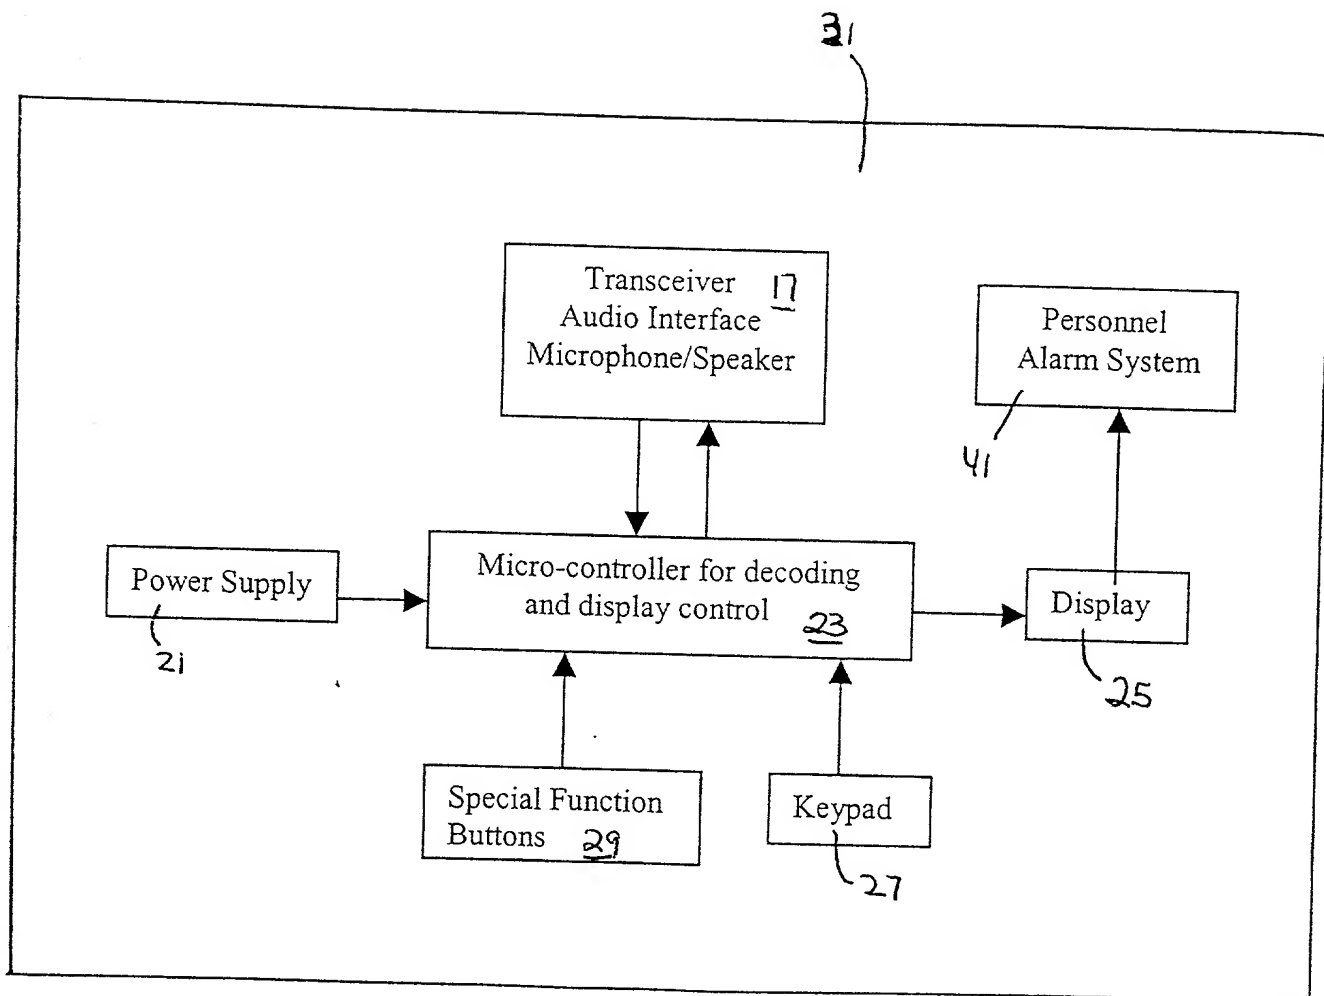 31
Transceiver 17
Audio Interface
Microphone/Speaker
Personnel
Alarm System
41
Power Supply
21
Micro-controller for decoding
and display control 23
Display
25
Special Function
Buttons 29
Keypad
27